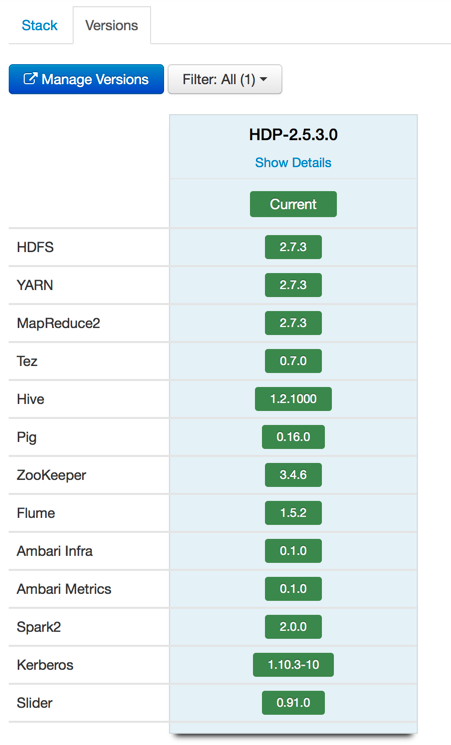 Stack Versions
Manage Versions Filter: All (1)
HDP-2.5.3.0
Show Details
Current
HDFS 2.7.3
YARN 2.7.3
MapReduce2 2.7.3
Tez 0.7.0
Hive 1.2.1000
Pig 0.16.0
ZooKeeper 3.4.6
Flume 1.5.2
Ambari Infra 0.1.0
Ambari Metrics 0.1.0
Spark2 2.0.0
Kerberos 1.10.3-10
Slider 0.91.0